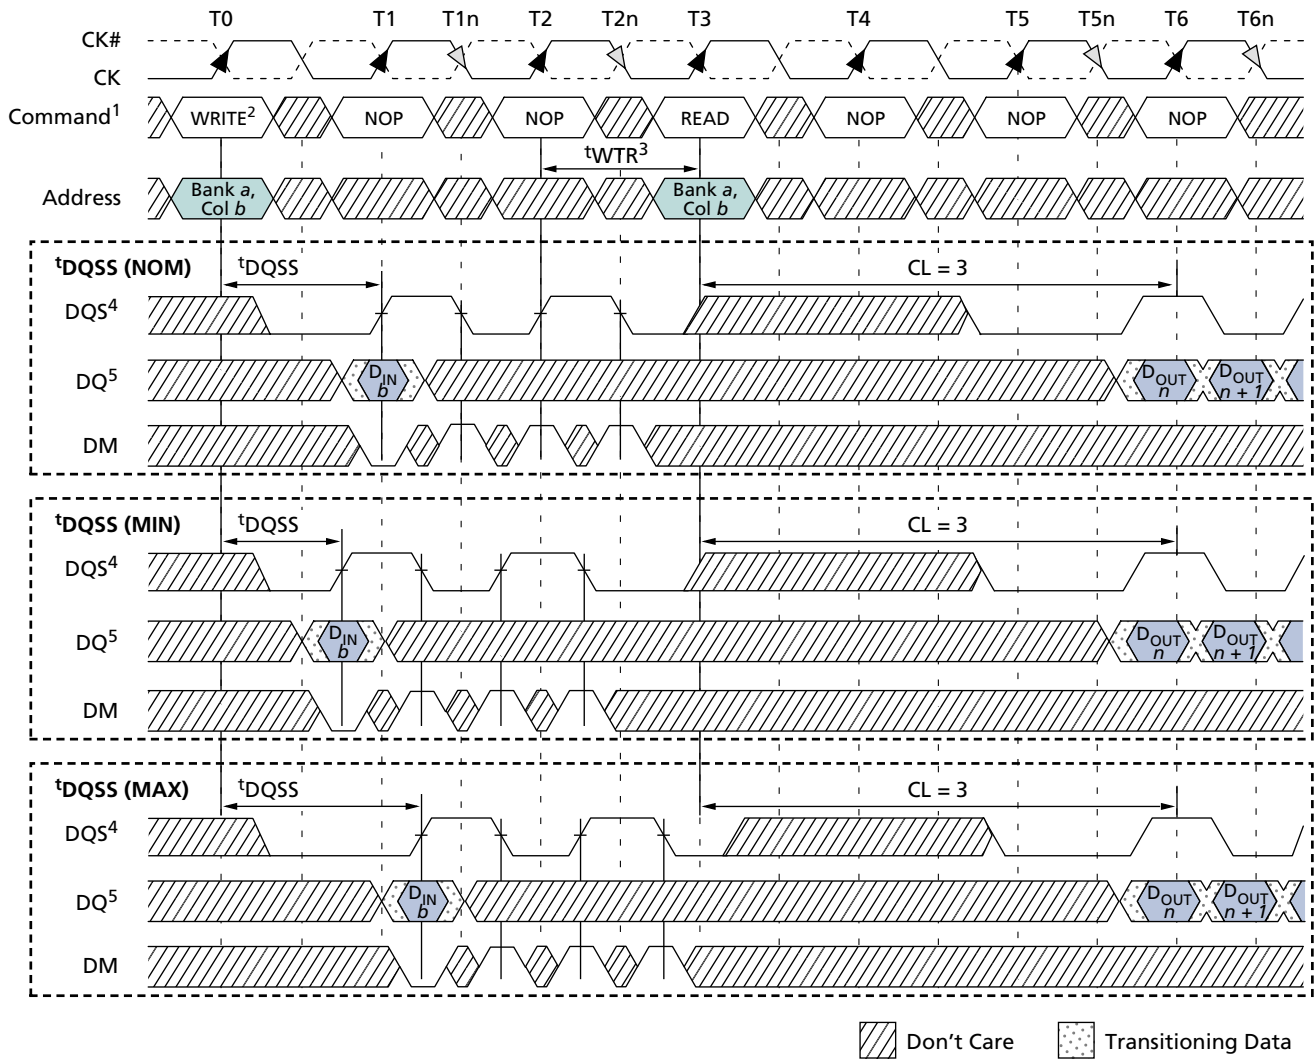 T0 T1 T1n T2 T2n T3 T4 T5 T5n T6 T6n
CK#
CK
Command1 WRITE2 NOP NOP READ NOP NOP NOP
tWTR3
Address Bank a, Col b Bank a, Col b
tDQSS (NOM) tDQSS CL = 3
DQS4
DQ5 DIN b DOUT n DOUT n + 1
DM
tDQSS (MIN) tDQSS CL = 3
DQS4
DQ5 DIN b DOUT n DOUT n + 1
DM
tDQSS (MAX) tDQSS CL = 3
DQS4
DQ5 DIN b DOUT n DOUT n + 1
DM
Don't Care Transitioning Data